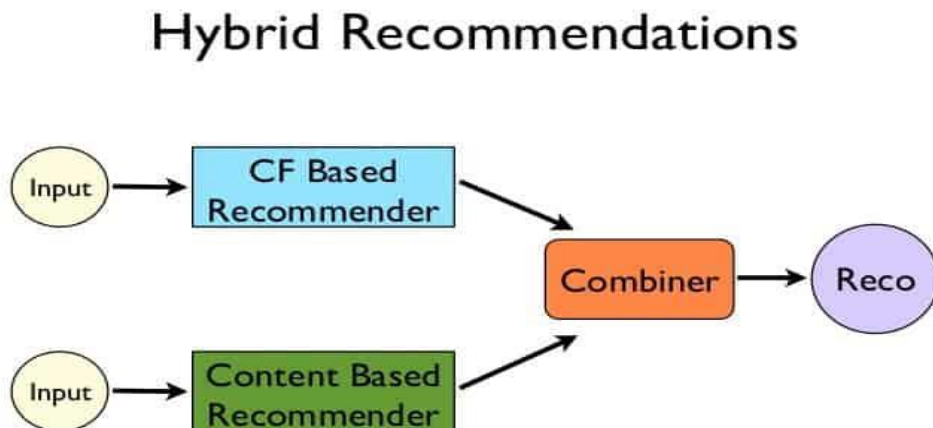 Hybrid Recommendations
Input
CF Based
Recommender
Combiner
Reco
Input
Content Based
Recommender